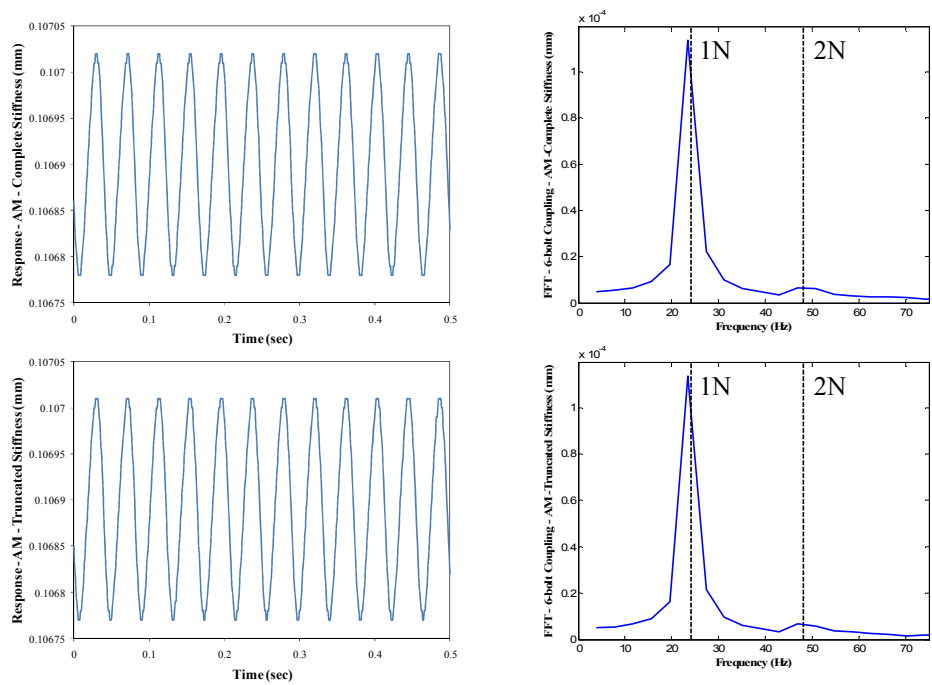 Response - AM - Complete Stiffness (mm)
0.10705
0.107
0.10695
0.1069
0.10685
0.1068
0.10675
0 0.1 0.2 0.3 0.4 0.5
Time (sec)
FFT - 6-bolt Coupling - AM -Complete Stiffness (mm)
x 10⁻⁴
1
0.8
0.6
0.4
0.2
0
1N 2N
0 10 20 30 40 50 60 70
Frequency (Hz)
Response - AM - Truncated Stiffness (mm)
0.10705
0.107
0.10695
0.1069
0.10685
0.1068
0.10675
0 0.1 0.2 0.3 0.4 0.5
Time (sec)
FFT - 6-bolt Coupling - AM -Truncated Stiffness (mm)
x 10⁻⁴
1
0.8
0.6
0.4
0.2
0
1N 2N
0 10 20 30 40 50 60 70
Frequency (Hz)